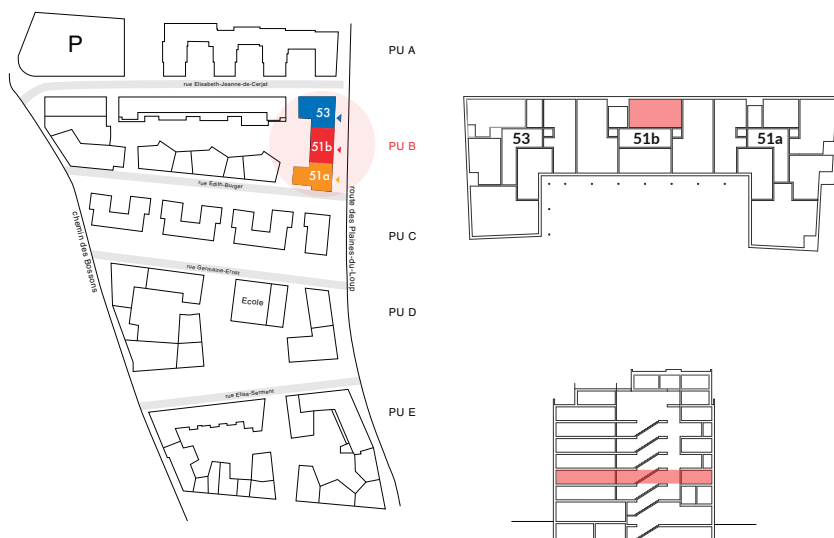 P
PU A
rue Elisabeth-Jeanne-de-Cerjat
53
51b
PU B
51a
rue Edith-Burger
route des Plaines-du-Loup
chemin des Bossons
PU C
rue Germaine-Ernst
Ecole
PU D
rue Elisa-Serment
PU E
53
51b
51a